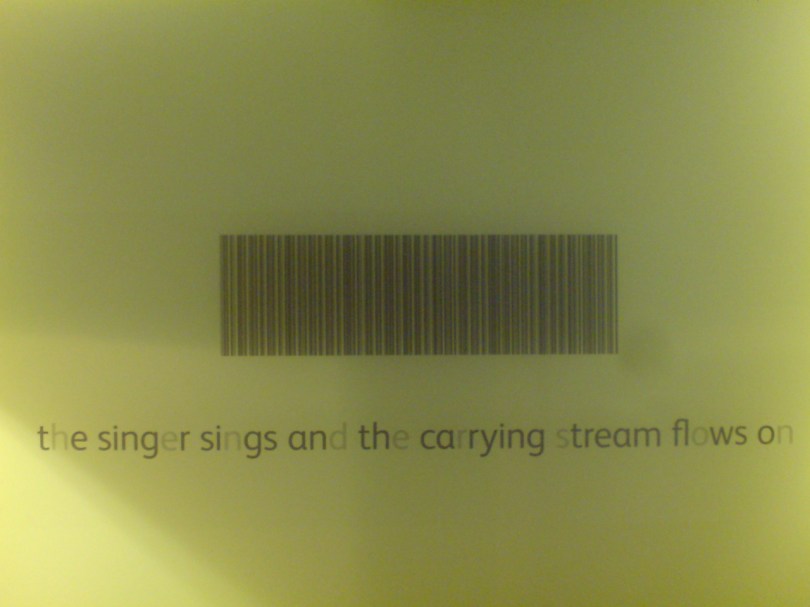 the singer sings and the carrying stream flows on